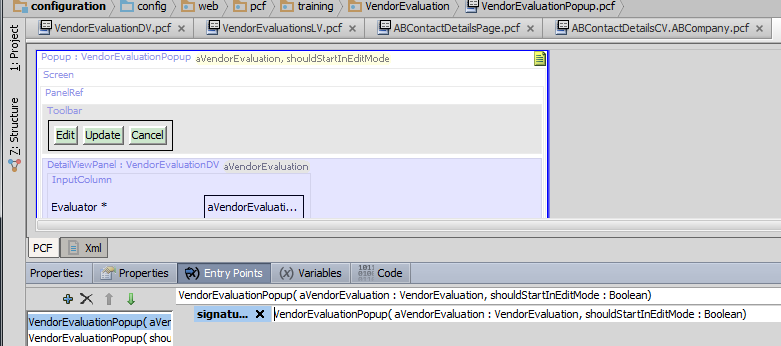 configuration config web pcf training VendorEvaluation VendorEvaluationPopup.pcf
VendorEvaluationDV.pcf VendorEvaluationsLV.pcf ABContactDetailsPage.pcf ABContactDetailsCV.ABCompany.pcf
1: Project
Z: Structure
Popup : VendorEvaluationPopup aVendorEvaluation, shouldStartInEditMode
Screen
PanelRef
Toolbar
Edit Update Cancel
DetailViewPanel : VendorEvaluationDV aVendorEvaluation
InputColumn
Evaluator * aVendorEvaluati...
PCF Xml
Properties: Properties Entry Points Variables Code
VendorEvaluationPopup( aVendorEvaluation : VendorEvaluation, shouldStartInEditMode : Boolean)
signatu... VendorEvaluationPopup( aVendorEvaluation : VendorEvaluation, shouldStartInEditMode : Boolean)
VendorEvaluationPopup( aVer
VendorEvaluationPopup( shou